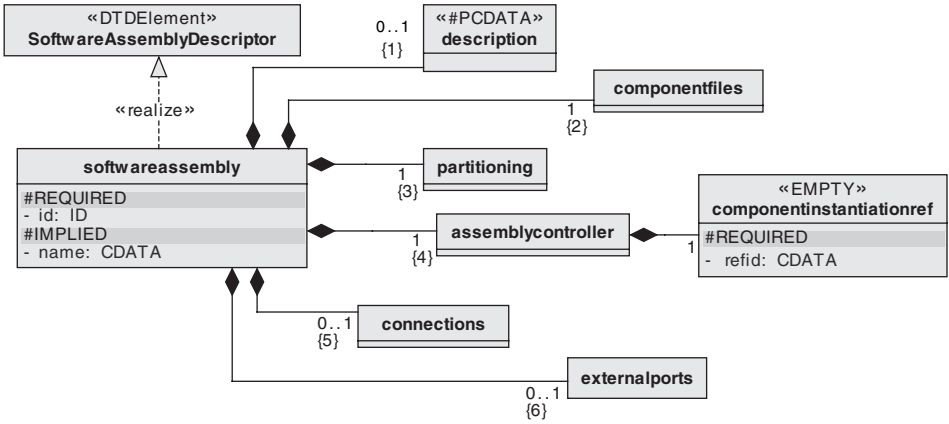 «DTDElement»
SoftwareAssemblyDescriptor
0..1
{1}
«#PCDATA»
description
«realize»
1
{2}
componentfiles
softwareassembly
#REQUIRED
- id: ID
#IMPLIED
- name: CDATA
1
{3}
partitioning
1
{4}
assemblycontroller
1
«EMPTY»
componentinstantiationref
#REQUIRED
- refid: CDATA
0..1
{5}
connections
0..1
{6}
externalports